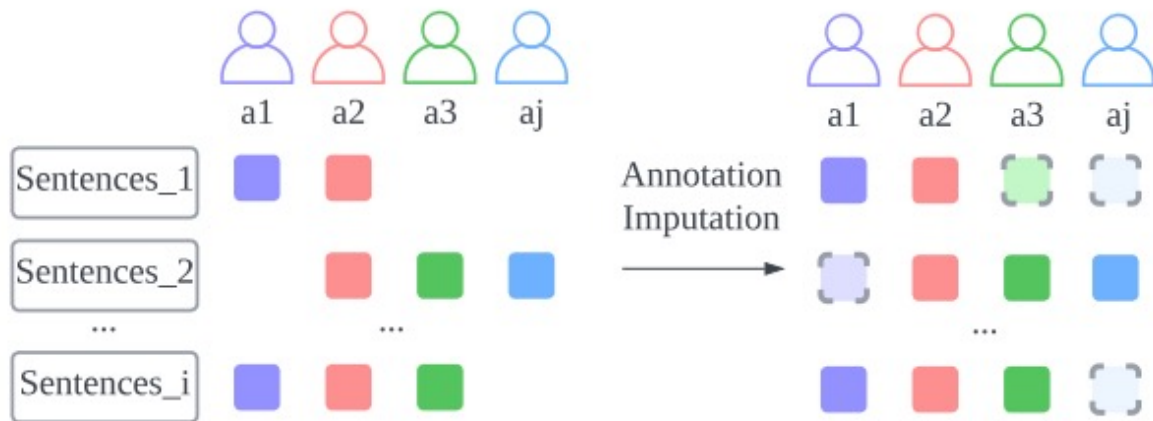 a1 a2 a3 aj
a1 a2 a3 aj
Sentences_1
Annotation
Imputation
Sentences_2
...
...
...
Sentences_i